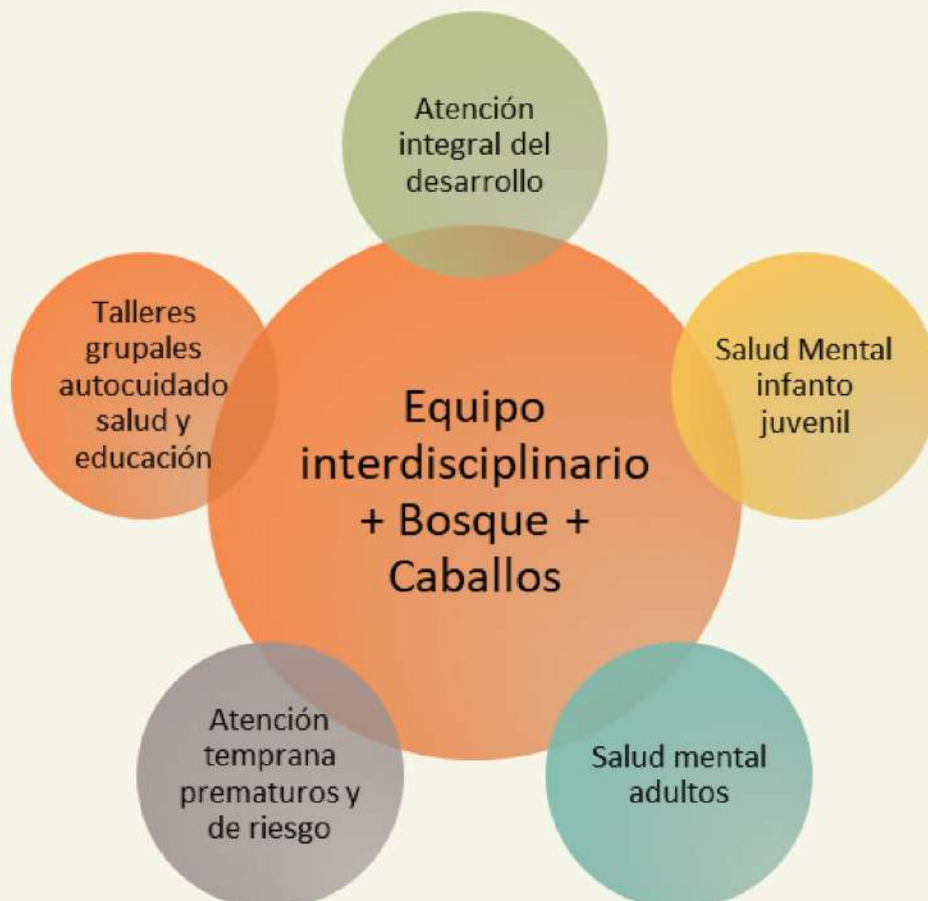 Atención
integral del
desarrollo
Talleres
grupales
autocuidado
salud y
educación
Salud Mental
infanto
juvenil
Equipo
interdisciplinario
+ Bosque +
Caballos
Atención
temprana
prematuros y
de riesgo
Salud mental
adultos